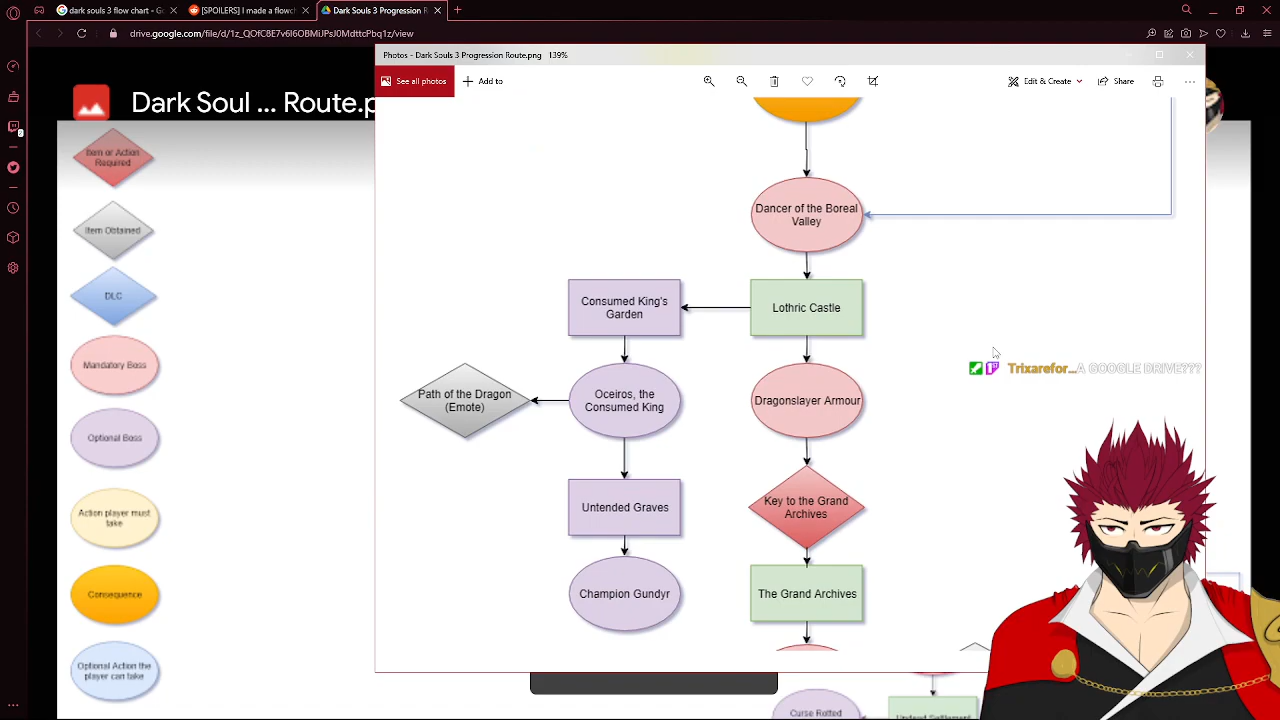 dark souls 3 flow chart - Go
[SPOILERS] I made a flowch
Dark Souls 3 Progression R
drive.google.com/file/d/1z_QOfC8E7v6I6OBMiJPsJ0MdttcPbq1z/view
Photos - Dark Souls 3 Progression Route.png 139%
See all photos
Add to
Edit & Create
Share
Dark Soul ... Route.p
2
Item or Action
Required
Item Obtained
DLC
Mandatory Boss
Optional Boss
Action player must
take
Consequence
Optional Action the
player can take
Dancer of the Boreal
Valley
Consumed King's
Garden
Lothric Castle
Path of the Dragon
(Emote)
Oceiros, the
Consumed King
Dragonslayer Armour
Untended Graves
Key to the Grand
Archives
Champion Gundyr
The Grand Archives
Trixarefor...A GOOGLE DRIVE???
Curse Rotted
Undead Settlement